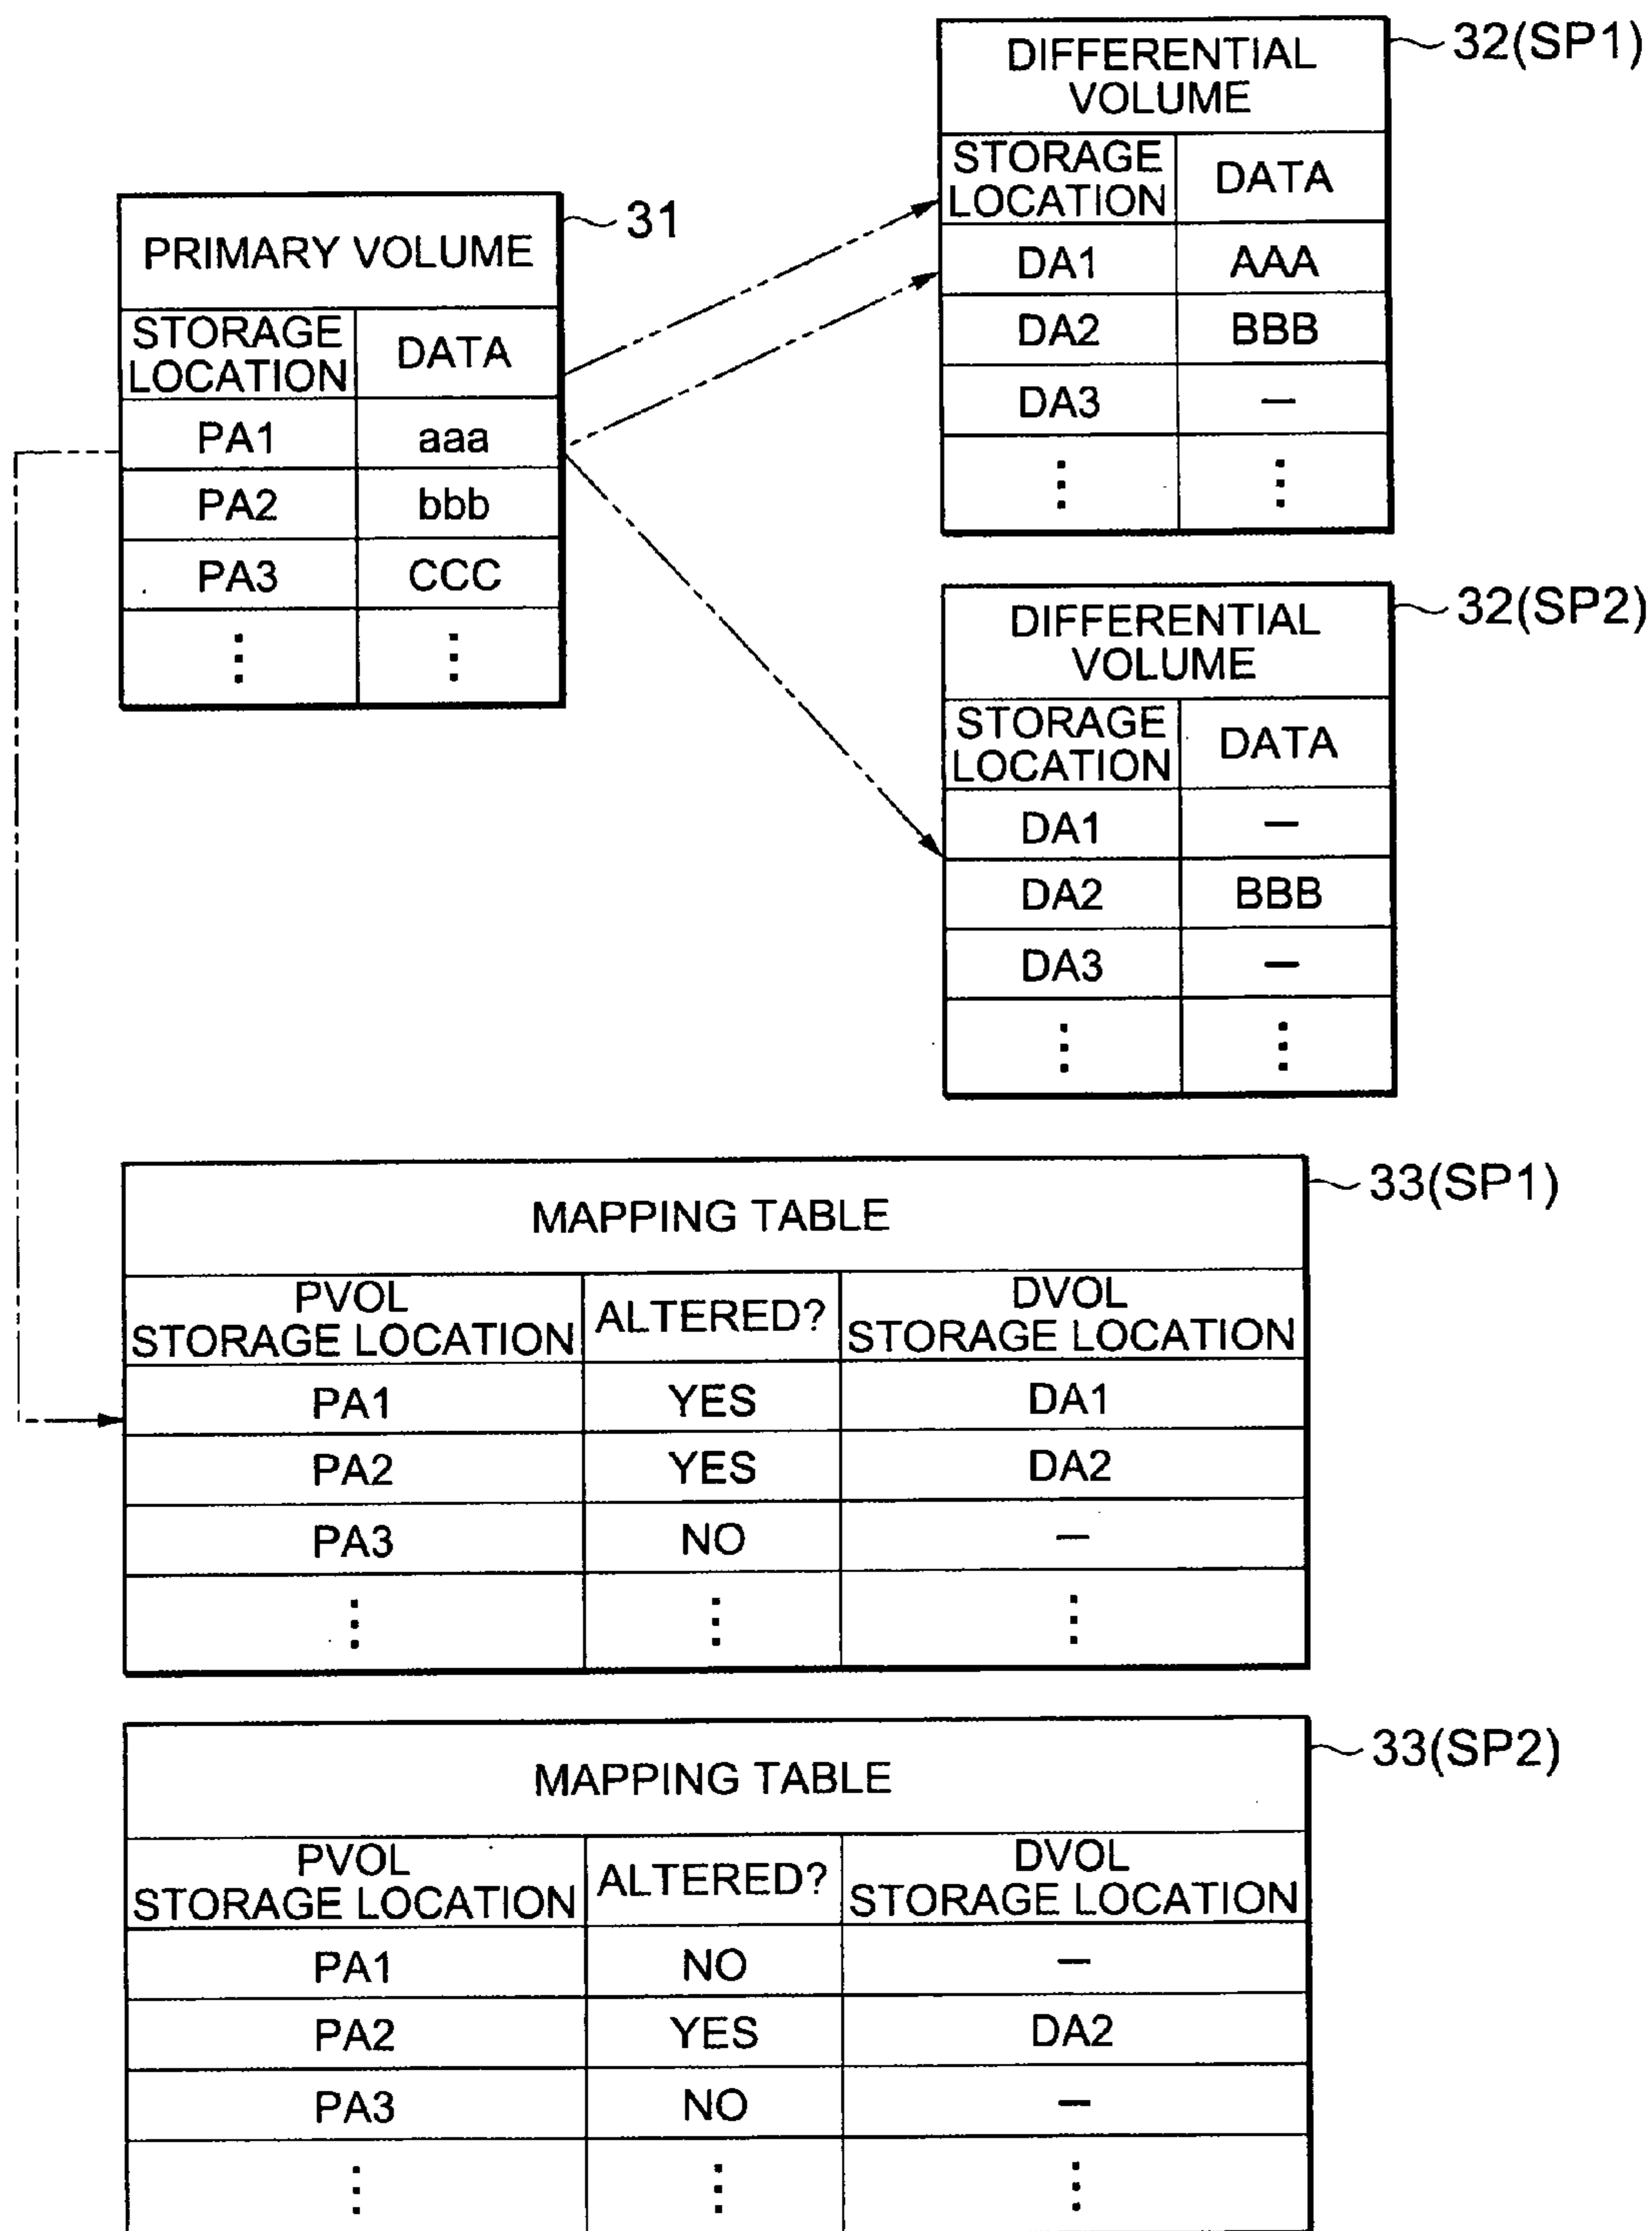 DIFFERENTIAL
VOLUME
32(SP1)
STORAGE
LOCATION
DATA
DA1 AAA
DA2 BBB
DA3 —
⋮ ⋮
PRIMARY VOLUME
31
STORAGE
LOCATION
DATA
PA1 aaa
PA2 bbb
PA3 CCC
⋮ ⋮
DIFFERENTIAL
VOLUME
32(SP2)
STORAGE
LOCATION
DATA
DA1 —
DA2 BBB
DA3 —
⋮ ⋮
MAPPING TABLE
33(SP1)
PVOL
STORAGE LOCATION
ALTERED?
DVOL
STORAGE LOCATION
PA1 YES DA1
PA2 YES DA2
PA3 NO —
⋮ ⋮ ⋮
MAPPING TABLE
33(SP2)
PVOL
STORAGE LOCATION
ALTERED?
DVOL
STORAGE LOCATION
PA1 NO —
PA2 YES DA2
PA3 NO —
⋮ ⋮ ⋮